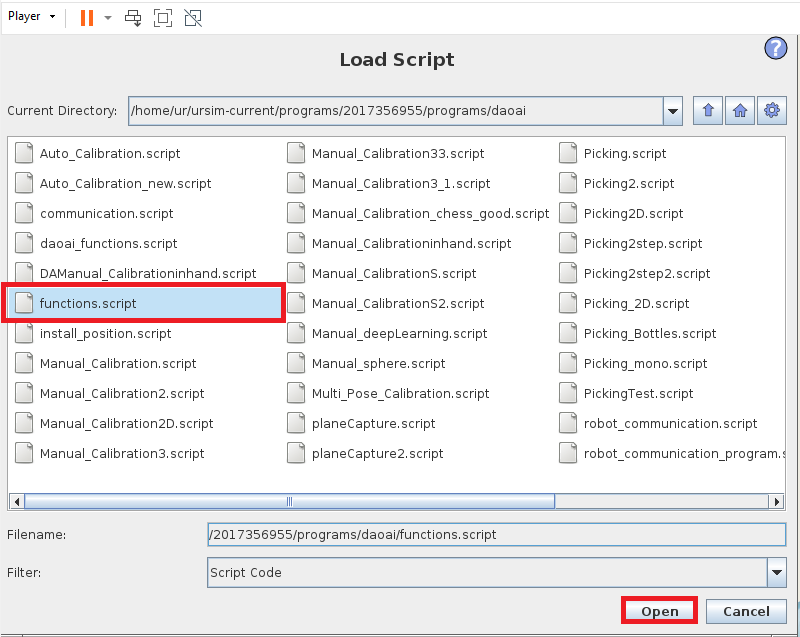 Player
Load Script
?
Current Directory: /home/ur/ursim-current/programs/2017356955/programs/daoai
Auto_Calibration.script Manual_Calibration33.script Picking.script
Auto_Calibration_new.script Manual_Calibration3_1.script Picking2.script
communication.script Manual_Calibration_chess_good.script Picking2D.script
daoai_functions.script Manual_Calibrationinhand.script Picking2step.script
DAManual_Calibrationinhand.script Manual_CalibrationS.script Picking2step2.script
functions.script Manual_CalibrationS2.script Picking_2D.script
install_position.script Manual_deepLearning.script Picking_Bottles.script
Manual_Calibration.script Manual_sphere.script Picking_mono.script
Manual_Calibration2.script Multi_Pose_Calibration.script PickingTest.script
Manual_Calibration2D.script planeCapture.script robot_communication.script
Manual_Calibration3.script planeCapture2.script robot_communication_program.s
Filename: /2017356955/programs/daoai/functions.script
Filter: Script Code
Open Cancel